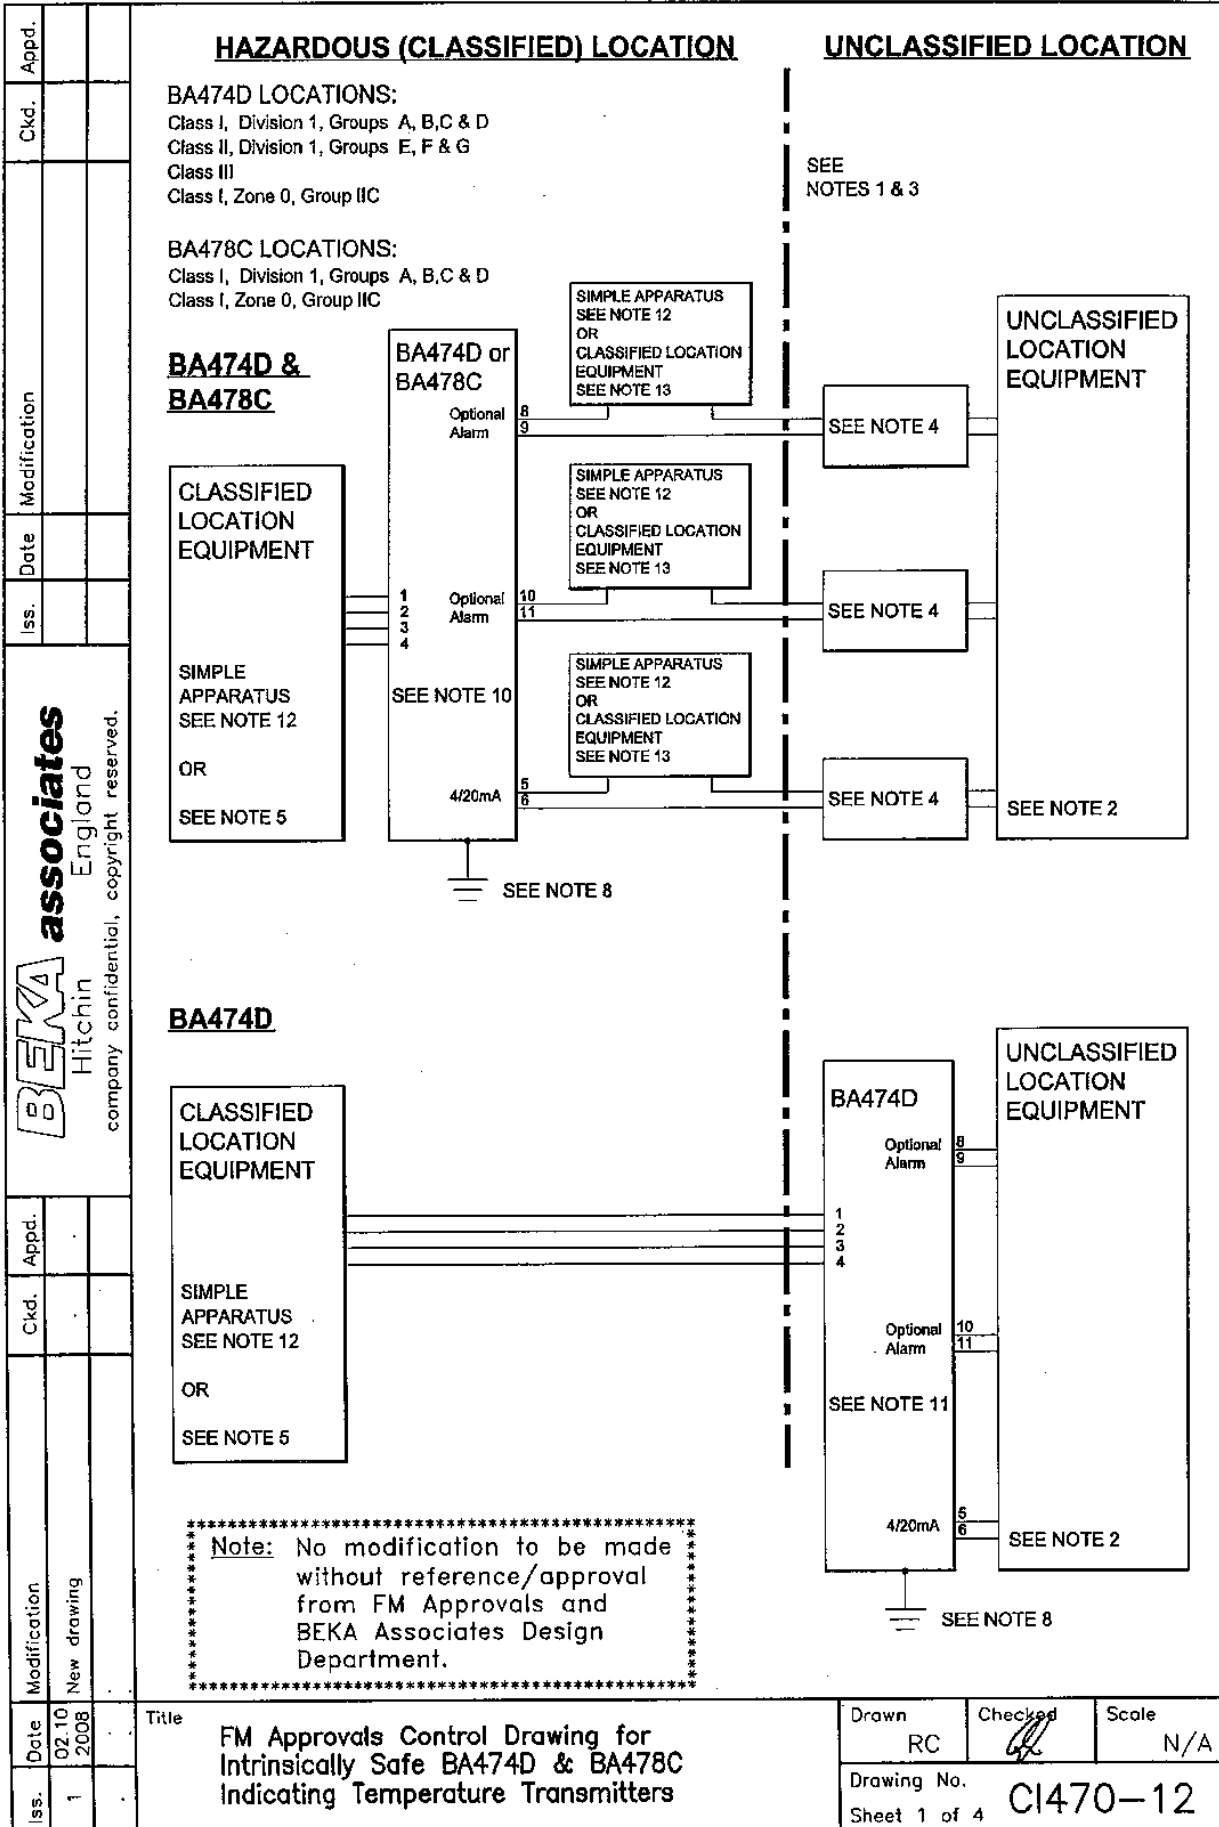 HAZARDOUS (CLASSIFIED) LOCATION
UNCLASSIFIED LOCATION
BA474D LOCATIONS:
Class I, Division 1, Groups A, B,C & D
Class II, Division 1, Groups E, F & G
Class III
Class I, Zone 0, Group IIC
SEE
NOTES 1 & 3
BA478C LOCATIONS:
Class I, Division 1, Groups A, B,C & D
Class I, Zone 0, Group IIC
BA474D &
BA478C
BA474D or
BA478C
Optional
Alarm
8
9
SIMPLE APPARATUS
SEE NOTE 12
OR
CLASSIFIED LOCATION
EQUIPMENT
SEE NOTE 13
SEE NOTE 4
UNCLASSIFIED
LOCATION
EQUIPMENT
CLASSIFIED
LOCATION
EQUIPMENT
SIMPLE
APPARATUS
SEE NOTE 12
OR
SEE NOTE 5
1
2
3
4
Optional
Alarm
10
11
SIMPLE APPARATUS
SEE NOTE 12
OR
CLASSIFIED LOCATION
EQUIPMENT
SEE NOTE 13
SEE NOTE 4
SEE NOTE 10
SIMPLE APPARATUS
SEE NOTE 12
OR
CLASSIFIED LOCATION
EQUIPMENT
SEE NOTE 13
4/20mA
5
6
SEE NOTE 4
SEE NOTE 2
SEE NOTE 8
BA474D
CLASSIFIED
LOCATION
EQUIPMENT
SIMPLE
APPARATUS
SEE NOTE 12
OR
SEE NOTE 5
BA474D
Optional
Alarm
8
9
1
2
3
4
Optional
Alarm
10
11
SEE NOTE 11
4/20mA
5
6
UNCLASSIFIED
LOCATION
EQUIPMENT
SEE NOTE 2
SEE NOTE 8
Note: No modification to be made
without reference/approval
from FM Approvals and
BEKA Associates Design
Department.
Title
FM Approvals Control Drawing for
Intrinsically Safe BA474D & BA478C
Indicating Temperature Transmitters
Drawn
RC
Checked
Scale
N/A
Drawing No.
Sheet 1 of 4
CI470-12
Iss.
Date
Modification
Ckd.
Appd.
BEKA associates
Hitchin England
company confidential, copyright reserved.
Iss.
Date
Modification
Ckd.
Appd.
1
02.10
2008
New drawing